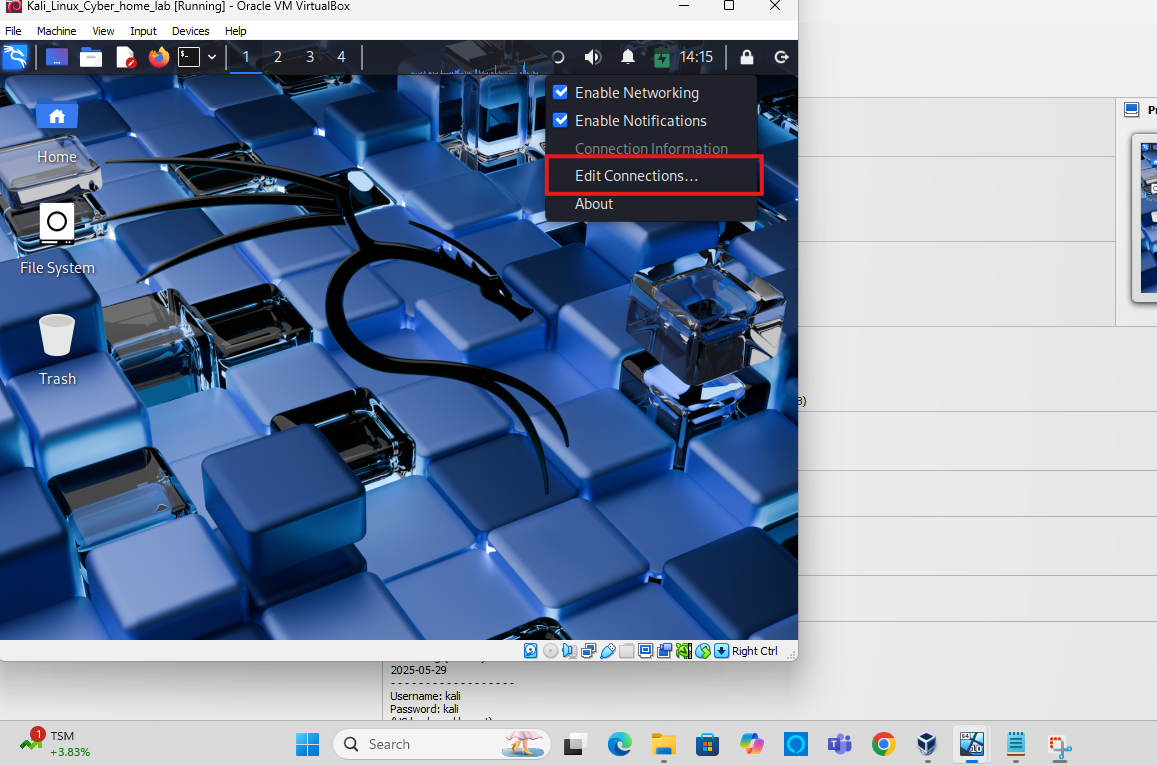 Kali_Linux_Cyber_home_lab [Running] - Oracle VM VirtualBox
File Machine View Input Devices Help
1 2 3 4 14:15
Enable Networking
Enable Notifications
Connection Information
Edit Connections...
About
Home
File System
Trash
3)
Right Ctrl
2025-05-29
- - - - - - - - - - - - - - - - - - -
Username: kali
Password: kali
1
TSM
+3.83%
Search
64
10